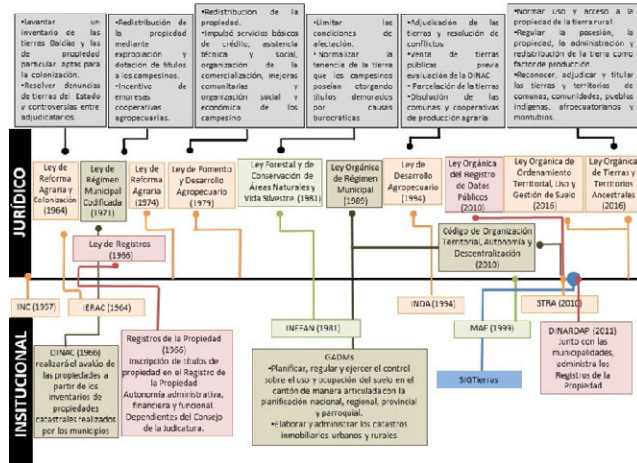 •Levantar un
inventario de las
tierras Baldías y las
de propiedad
particular aptas para
la colonización.
•Resolver denuncias
de tierras del Estado
y controversias entre
adjudicatarios.
•Redistribución de
la propiedad
mediante
expropiación y
dotación de títulos
a los campesinos.
•Incentivo de
empresas
cooperativas
agropecuarias.
•Redistribución de la
propiedad.
•Impulsó servicios básicos
de crédito, asistencia
técnica y social,
organización de la
comercialización, mejoras
comunitarias y
organización social y
económica de los
campesino
•Limitar las
condiciones de
afectación.
•Normalizar la
tenencia de la tierra
que los campesinos
poseían otorgando
títulos demorados
por causas
burocráticas
•Adjudicación de las
tierras y resolución de
conflictos
•Venta de tierras
públicas previa
evaluación de la DINAC
•Parcelación de la tierras
•Disolución de las
comunas y cooperativas
de producción agraria
•Normar uso y acceso a la
propiedad de la tierra rural.
•Regular la posesión, la
propiedad, la administración y
redistribución de la tierra como
factor de producción.
•Reconocer, adjudicar y titular
las tierras y territorios de
comunas, comunidades, pueblos
indígenas, afroecuatorianos y
montubios.
JURÍDICO
Ley de
Reforma
Agraria y
Colonización
(1964)
Ley de
Régimen
Municipal
Codificada
(1971)
Ley de
Reforma
Agraria
(1974)
Ley de Fomento
y Desarrollo
Agropecuario
(1979)
Ley Forestal y de
Conservación de
Áreas Naturales y
Vida Silvestre (1981)
Ley Orgánica
de Régimen
Municipal
(1989)
Ley de
Desarrollo
Agropecuario
(1994)
Ley Orgánica
del Registro
de Datos
Públicos
(2010)
Ley Orgánica de
Ordenamiento
Territorial, Uso y
Gestión de Suelo
(2016)
Ley Orgánica
de Tierras y
Territorios
Ancestrales
(2016)
Ley de Registros
(1966)
Código de Organización
Territorial, Autonomía y
Descentralización
(2010)
INC (1957)
IERAC (1964)
INEFAN (1981)
INDA (1994)
MAE (1999)
STRA (2010)
INSITUCIONAL
DINAC (1966)
realizará el avalúo de
las propiedades a
partir de los
inventarios de
propiedades
catastrales realizados
por los municipios
Registros de la Propiedad
(1966)
Inscripción de títulos de
propiedad en el Registro de
la Propiedad
Autonomía administrativa,
financiera y funcional.
Dependientes del Consejo
de la Judicatura.
GADMs
•Planificar, regular y ejercer el control
sobre el uso y ocupación del suelo en el
cantón de manera articulada con la
planificación nacional, regional, provincial
y parroquial.
•Elaborar y administrar los catastros
inmobiliarios urbanos y rurales
SIGTierras
DINARDAP (2011)
Junto con las
municipalidades,
administra los
Registros de la
Propiedad